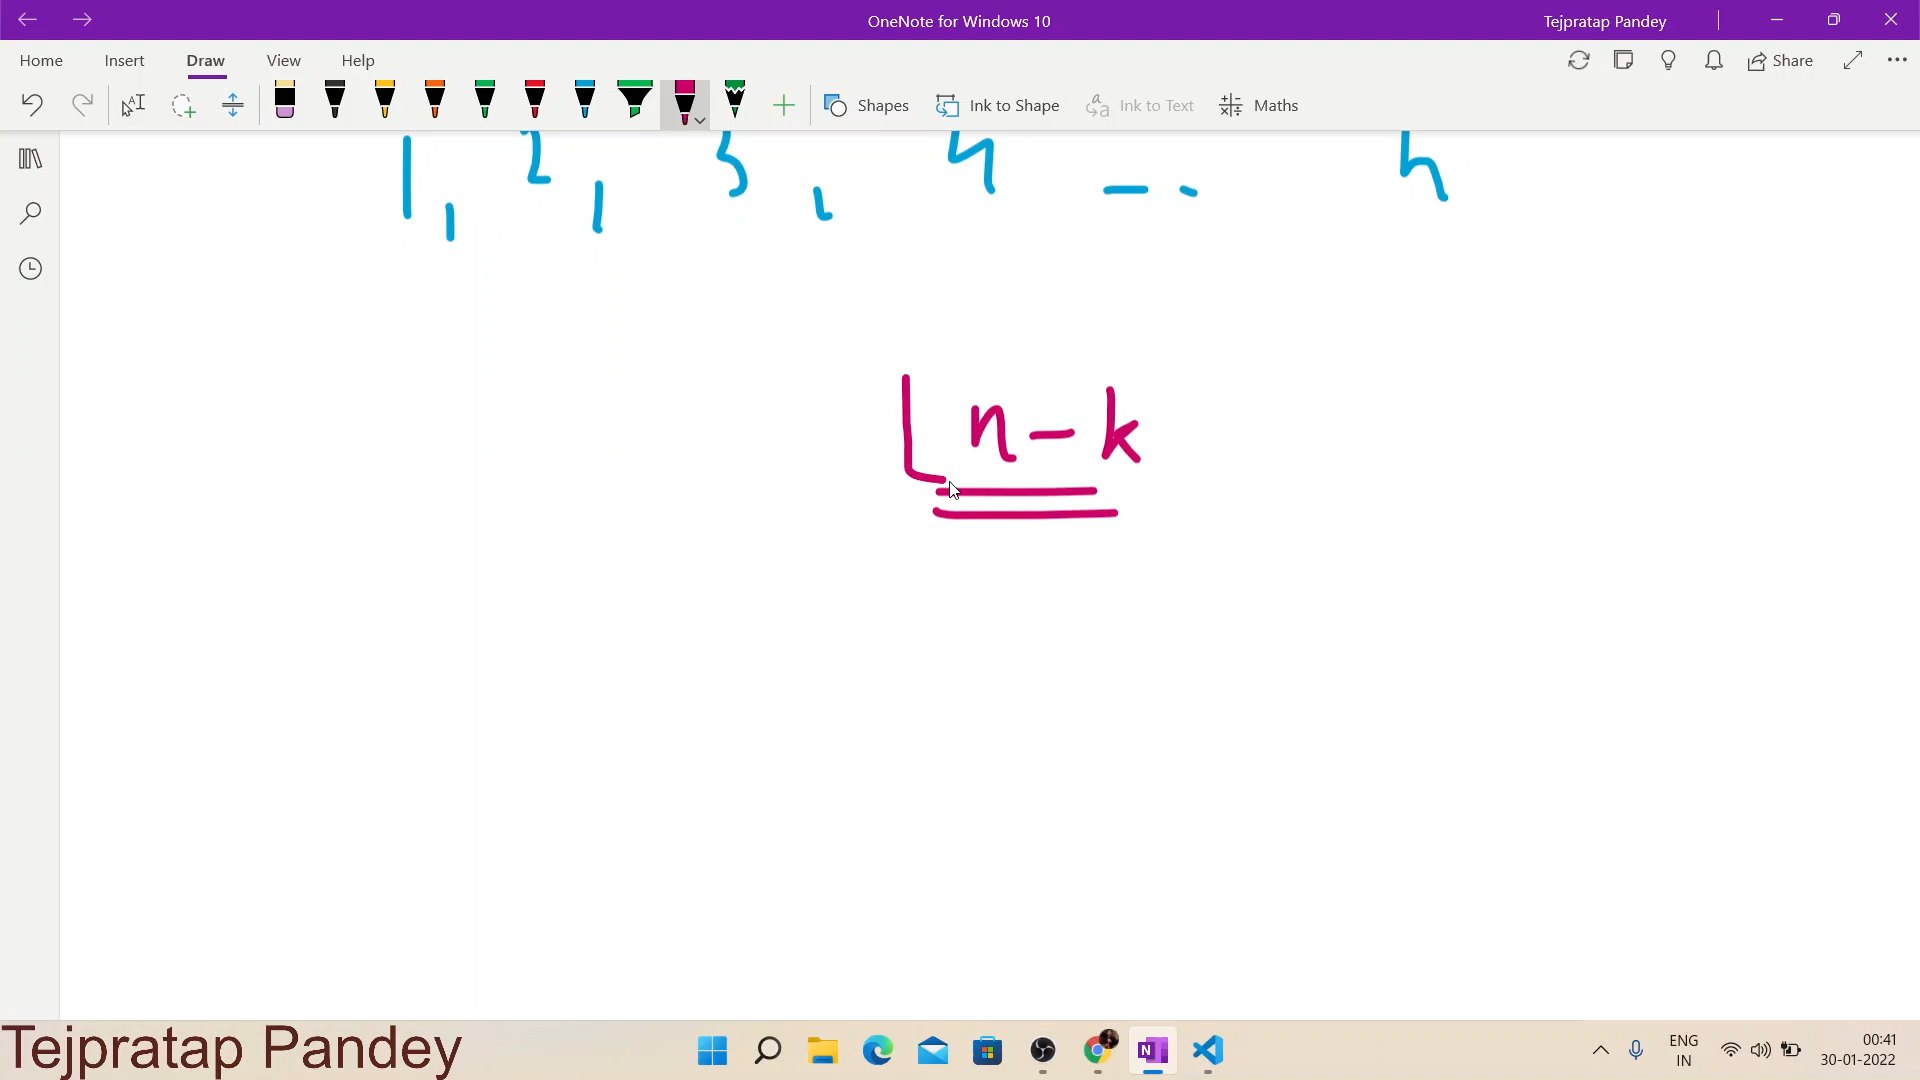 OneNote for Windows 10
Tejpratap Pandey
Home Insert Draw View Help
Share
Shapes Ink to Shape Ink to Text Maths
1, 2, 3, 4 -- n
n-k
Tejpratap Pandey
ENG
IN
00:41
30-01-2022